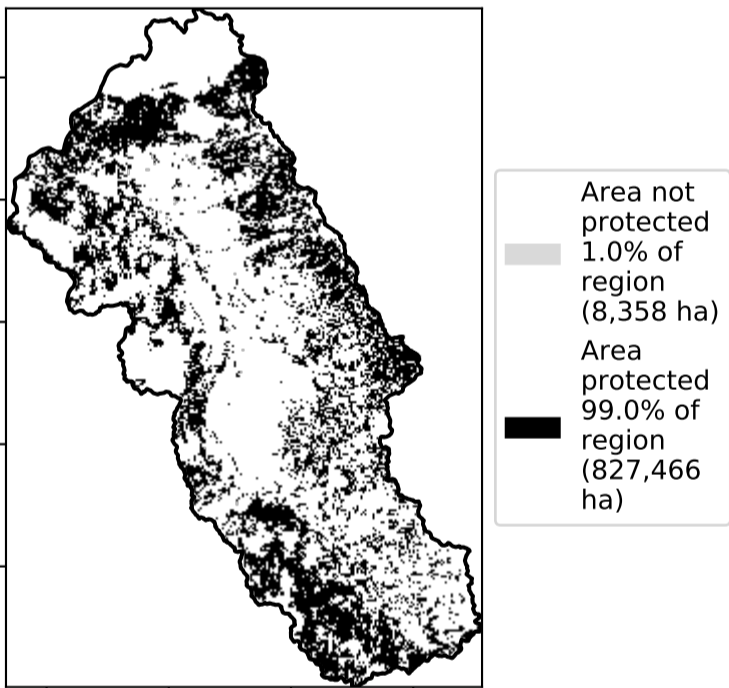 Area not
protected
1.0% of
region
(8,358 ha)
Area
protected
99.0% of
region
(827,466
ha)